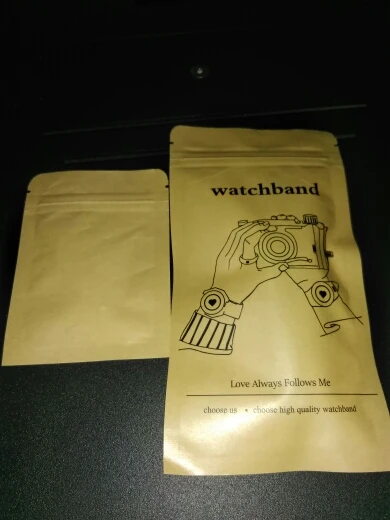 watchband
Love Always Follows Me
choose us • choose high quality watchband